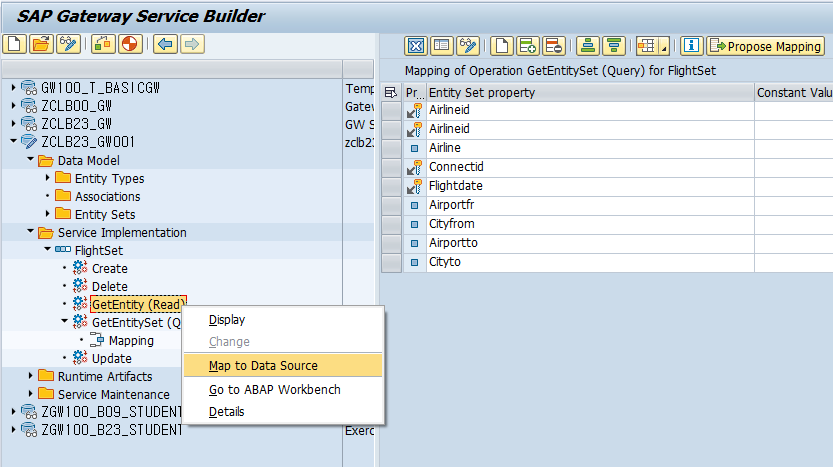 SAP Gateway Service Builder
Propose Mapping
Mapping of Operation GetEntitySet (Query) for FlightSet
Pr... Entity Set property Constant Valu
Airlineid
Airlineid
Airline
Connectid
Flightdate
Airportfr
Cityfrom
Airportto
Cityto
GW100_T_BASICGW Temp
ZCLB00_GW Gatew
ZCLB23_GW GW S
ZCLB23_GW001 zclb23
Data Model
Entity Types
Associations
Entity Sets
Service Implementation
FlightSet
Create
Delete
GetEntity (Read)
GetEntitySet (Q
Mapping
Update
Runtime Artifacts
Service Maintenance
ZGW100_B09_STUDENT
ZGW100_B23_STUDENT Exerc
Display
Change
Map to Data Source
Go to ABAP Workbench
Details